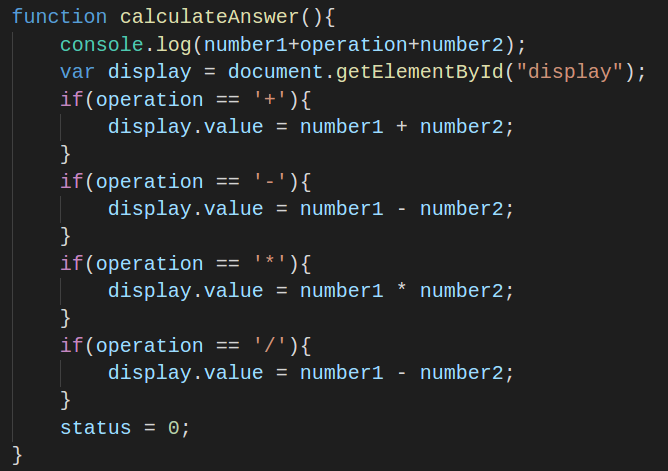 function calculateAnswer(){
    console.log(number1+operation+number2);
    var display = document.getElementById("display");
    if(operation == '+'){
        display.value = number1 + number2;
    }
    if(operation == '-'){
        display.value = number1 - number2;
    }
    if(operation == '*'){
        display.value = number1 * number2;
    }
    if(operation == '/'){
        display.value = number1 - number2;
    }
    status = 0;
}